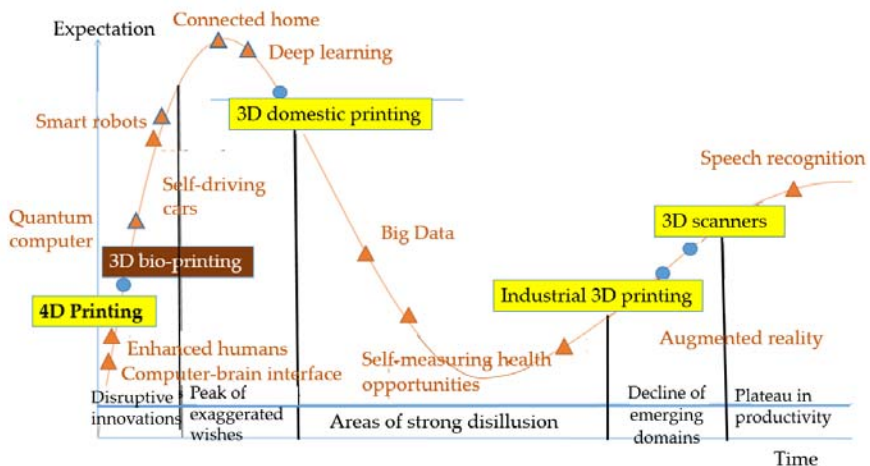 Expectation
Connected home
Deep learning
3D domestic printing
Smart robots
Self-driving
cars
Quantum
computer
3D bio-printing
4D Printing
Enhanced humans
Computer-brain interface
Big Data
Self-measuring health
opportunities
Industrial 3D printing
3D scanners
Speech recognition
Augmented reality
Disruptive
innovations
Peak of
exaggerated
wishes
Areas of strong disillusion
Decline of
emerging
domains
Plateau in
productivity
Time